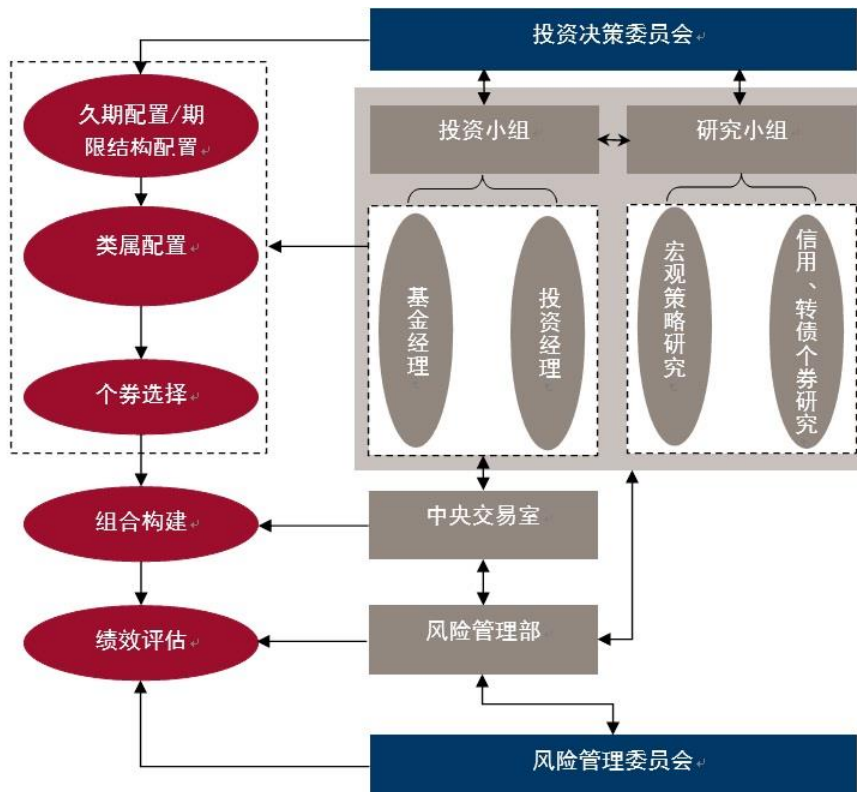 投资决策委员会
久期配置/期
限结构配置
投资小组
研究小组
类属配置
基金经理
投资经理
宏观策略研究
信用、转债个券研究
个券选择
组合构建
中央交易室
绩效评估
风险管理部
风险管理委员会